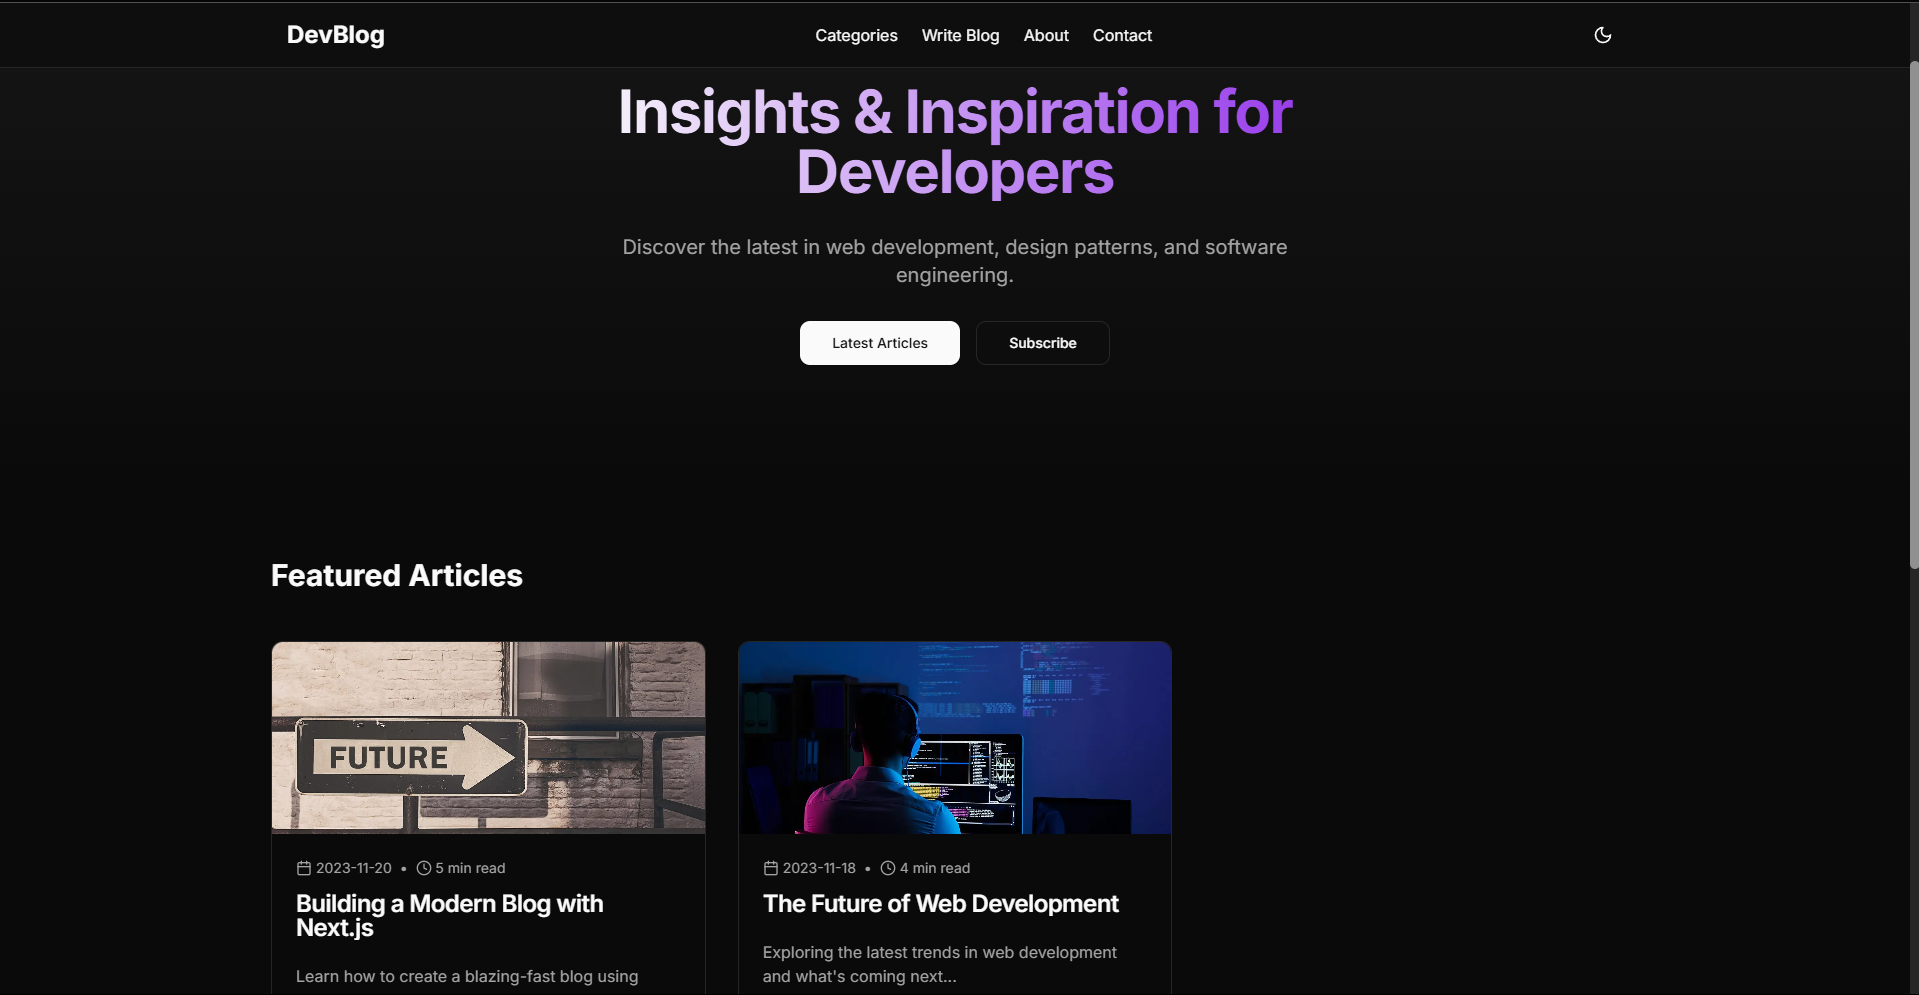 DevBlog
Categories Write Blog About Contact
Insights & Inspiration for
Developers
Discover the latest in web development, design patterns, and software
engineering.
Latest Articles Subscribe
Featured Articles
FUTURE
2023-11-20 • 5 min read
Building a Modern Blog with
Next.js
Learn how to create a blazing-fast blog using
2023-11-18 • 4 min read
The Future of Web Development
Exploring the latest trends in web development
and what's coming next...